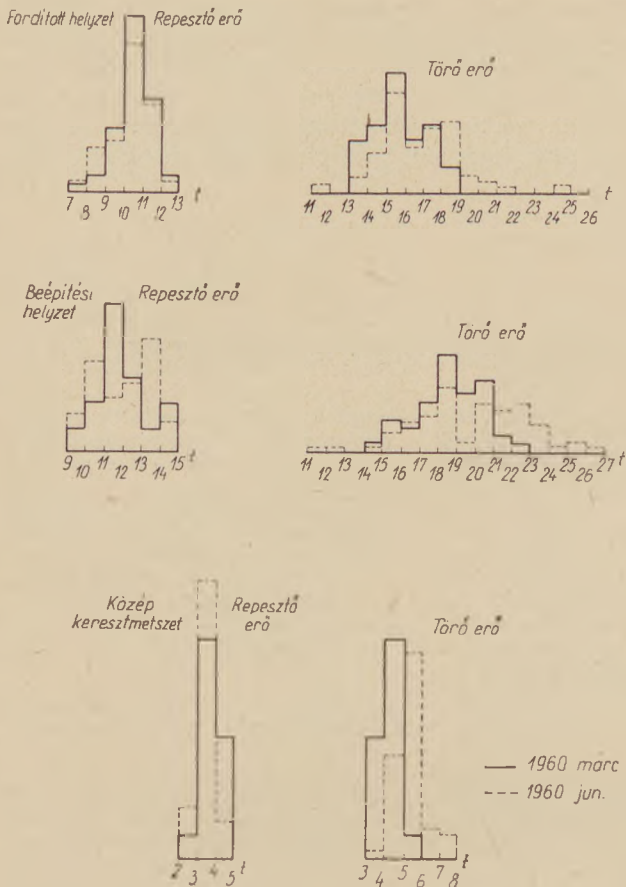 Fordított helyzet Repesztő erő
7 8 9 10 11 12 13 t
Törő erő
11 12 13 14 15 16 17 18 19 20 21 22 23 24 25 26 t
Beépítési
helyzet
Repesztő erő
9 10 11 12 13 14 15 t
Törő erő
11 12 13 14 15 16 17 18 19 20 21 22 23 24 25 26 27 t
Közép
keresztmetszet
Repesztő
erő
2 3 4 5 t
Törő erő
3 4 5 6 7 8 t
1960 márc
1960 jun.